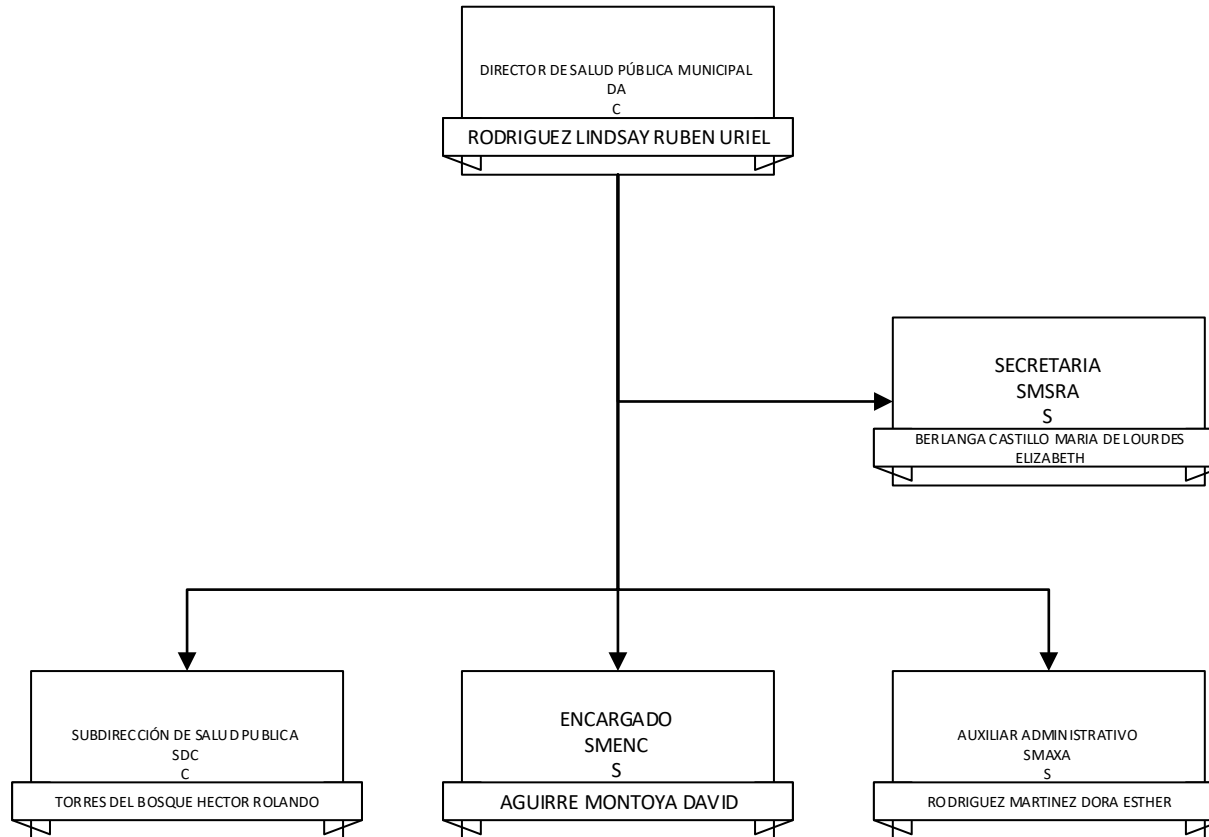 DIRECTOR DE SALUD PÚBLICA MUNICIPAL
DA
C
RODRIGUEZ LINDSAY RUBEN URIEL
SECRETARIA
SMSRA
S
BERLANGA CASTILLO MARIA DE LOURDES
ELIZABETH
SUBDIRECCIÓN DE SALUD PUBLICA
SDC
C
TORRES DEL BOSQUE HECTOR ROLANDO
ENCARGADO
SMENC
S
AGUIRRE MONTOYA DAVID
AUXILIAR ADMINISTRATIVO
SMAXA
S
RODRIGUEZ MARTINEZ DORA ESTHER